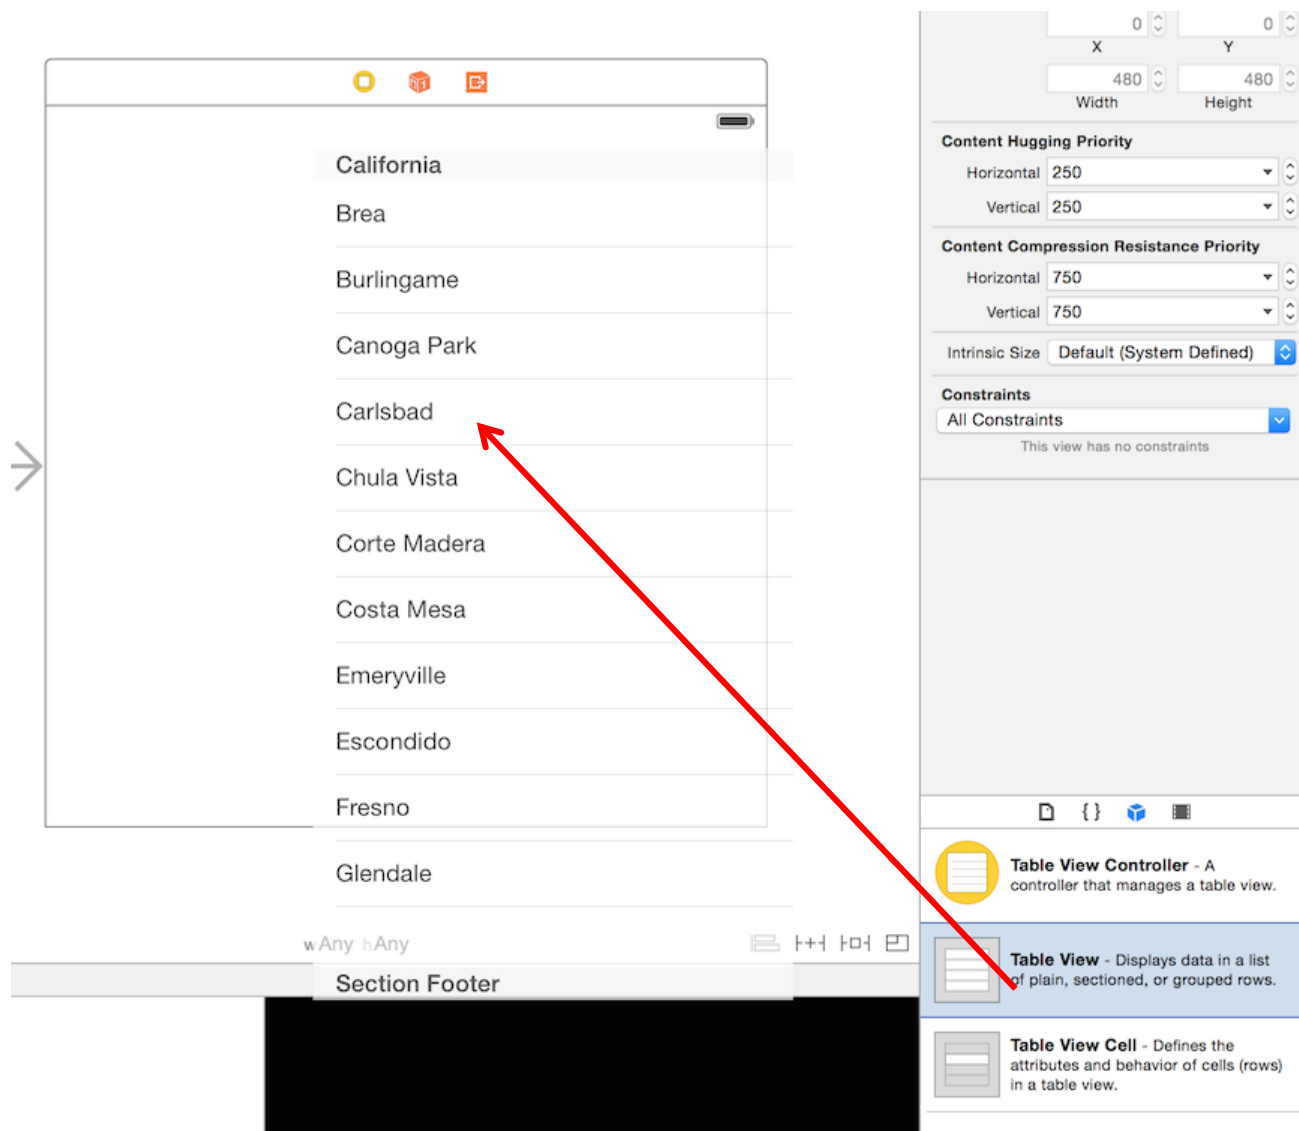 California
Brea
Burlingame
Canoga Park
Carlsbad
Chula Vista
Corte Madera
Costa Mesa
Emeryville
Escondido
Fresno
Glendale
wAny hAny
Section Footer
0 0
X Y
480 480
Width Height
Content Hugging Priority
Horizontal 250
Vertical 250
Content Compression Resistance Priority
Horizontal 750
Vertical 750
Intrinsic Size Default (System Defined)
Constraints
All Constraints
This view has no constraints
{ }
Table View Controller - A
controller that manages a table view.
Table View - Displays data in a list
of plain, sectioned, or grouped rows.
Table View Cell - Defines the
attributes and behavior of cells (rows)
in a table view.